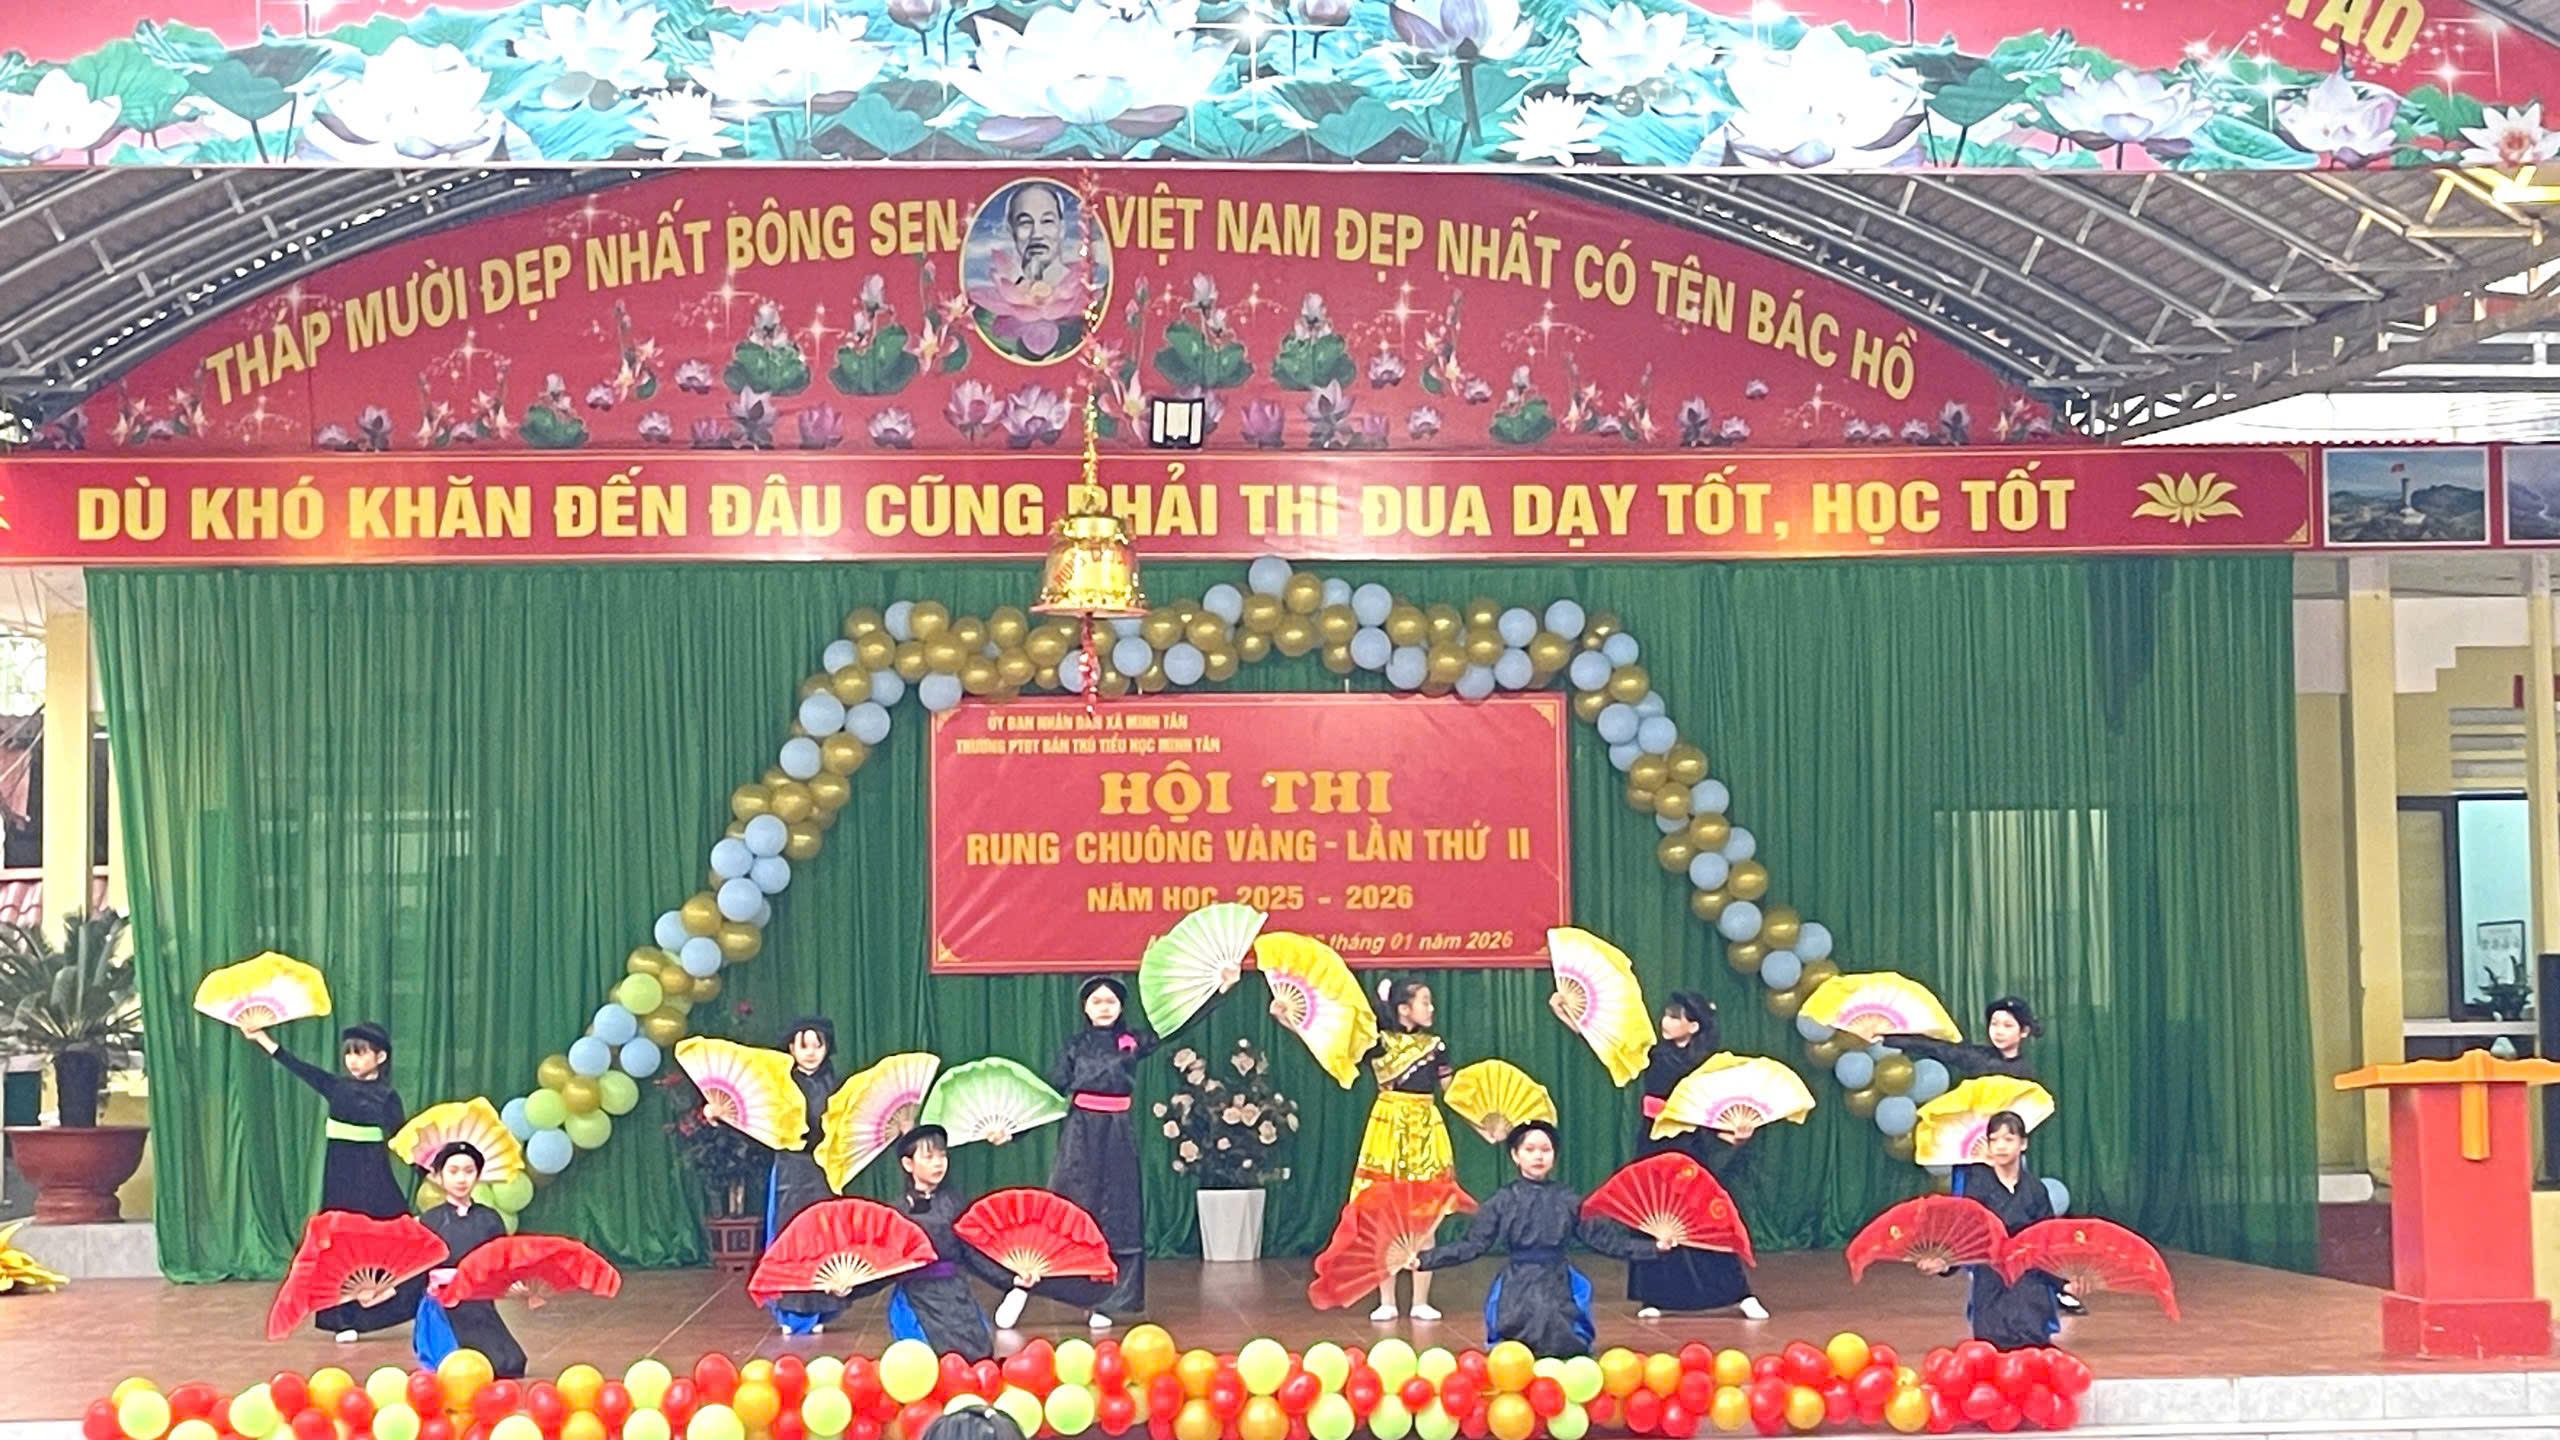 TẠO
THÁP MƯỜI ĐẸP NHẤT BÔNG SEN VIỆT NAM ĐẸP NHẤT CÓ TÊN BÁC HỒ
DÙ KHÓ KHĂN ĐẾN ĐÂU CŨNG PHẢI THI ĐUA DẠY TỐT, HỌC TỐT
ỦY BAN NHÂN DÂN XÃ MINH TÂN
TRƯỜNG PTDT BÁN TRÚ TIỂU HỌC MINH TÂN
HỘI THI
RUNG CHUÔNG VÀNG - LẦN THỨ II
NĂM HỌC 2025 - 2026
tháng 01 năm 2026